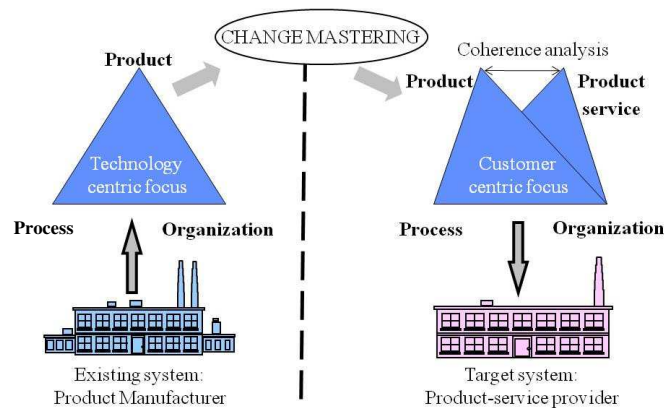 CHANGE MASTERING
Product
Technology
centric focus
Process
Organization
Existing system:
Product Manufacturer
Coherence analysis
Product
Product
service
Customer
centric focus
Process
Organization
Target system:
Product-service provider